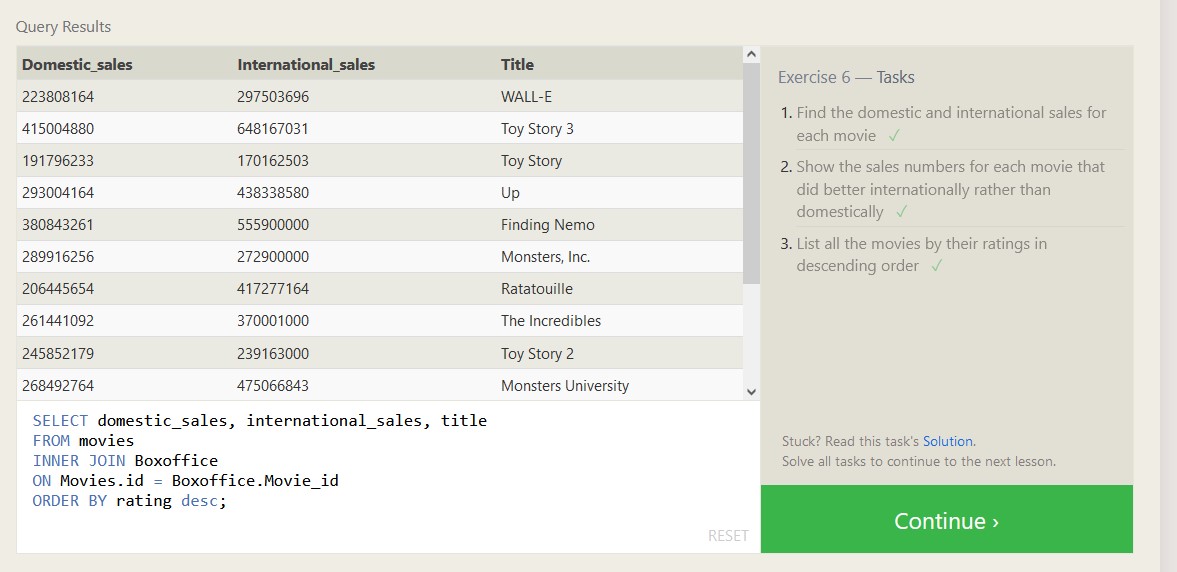 Query Results
Domestic_sales International_sales Title
223808164 297503696 WALL-E
415004880 648167031 Toy Story 3
191796233 170162503 Toy Story
293004164 438338580 Up
380843261 555900000 Finding Nemo
289916256 272900000 Monsters, Inc.
206445654 417277164 Ratatouille
261441092 370001000 The Incredibles
245852179 239163000 Toy Story 2
268492764 475066843 Monsters University
SELECT domestic_sales, international_sales, title
FROM movies
INNER JOIN Boxoffice
ON Movies.id = Boxoffice.Movie_id
ORDER BY rating desc;
RESET
Exercise 6 — Tasks
1. Find the domestic and international sales for
each movie ✓
2. Show the sales numbers for each movie that
did better internationally rather than
domestically ✓
3. List all the movies by their ratings in
descending order ✓
Stuck? Read this task's Solution.
Solve all tasks to continue to the next lesson.
Continue ›